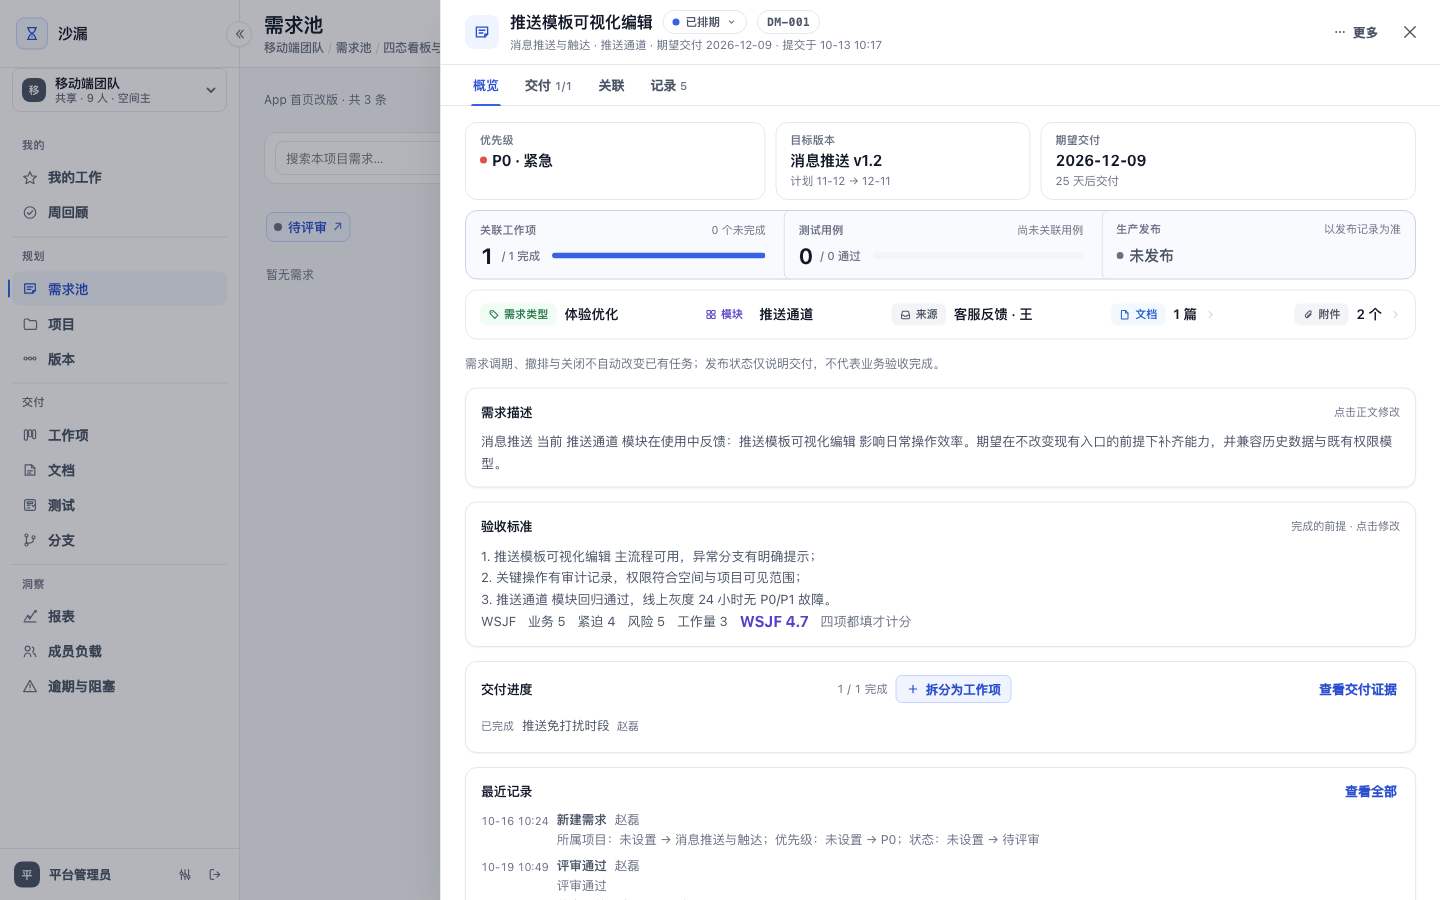 沙漏
移动端团队
共享 · 9 人 · 空间主
我的
我的工作
周回顾
规划
需求池
项目
版本
交付
工作项
文档
测试
分支
洞察
报表
成员负载
逾期与阻塞
平台管理员
需求池
移动端团队 / 需求池 / 四态看板与
App 首页改版 · 共 3 条
搜索本项目需求...
待评审
暂无需求
推送模板可视化编辑 已排期 DM-001
消息推送与触达 · 推送通道 · 期望交付 2026-12-09 · 提交于 10-13 10:17
更多
概览 交付 1/1 关联 记录 5
优先级
P0 · 紧急
目标版本
消息推送 v1.2
计划 11-12 → 12-11
期望交付
2026-12-09
25 天后交付
关联工作项 0 个未完成
1 / 1 完成
测试用例 尚未关联用例
0 / 0 通过
生产发布 以发布记录为准
未发布
需求类型 体验优化 模块 推送通道 来源 客服反馈 · 王 文档 1 篇 附件 2 个
需求调期、撤排与关闭不自动改变已有任务；发布状态仅说明交付，不代表业务验收完成。
需求描述 点击正文修改
消息推送 当前 推送通道 模块在使用中反馈：推送模板可视化编辑 影响日常操作效率。期望在不改变现有入口的前提下补齐能力，并兼容历史数据与既有权限模
型。
验收标准 完成的前提 · 点击修改
1. 推送模板可视化编辑 主流程可用，异常分支有明确提示；
2. 关键操作有审计记录，权限符合空间与项目可见范围；
3. 推送通道 模块回归通过，线上灰度 24 小时无 P0/P1 故障。
WSJF 业务 5 紧迫 4 风险 5 工作量 3 WSJF 4.7 四项都填才计分
交付进度 1 / 1 完成 拆分为工作项 查看交付证据
已完成 推送免打扰时段 赵磊
最近记录 查看全部
10-16 10:24 新建需求 赵磊
所属项目：未设置 → 消息推送与触达；优先级：未设置 → P0；状态：未设置 → 待评审
10-19 10:49 评审通过 赵磊
评审通过